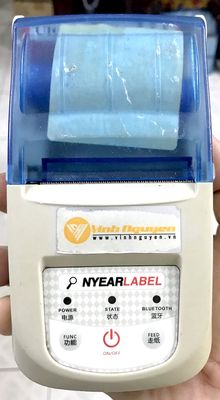 Vinh Nguyen
www.vinhnguyen.vn
NYEARLABEL
POWER STATE BLUETOOTH
电源 状态 蓝牙
FUNC FEED
功能 走纸
ON/OFF